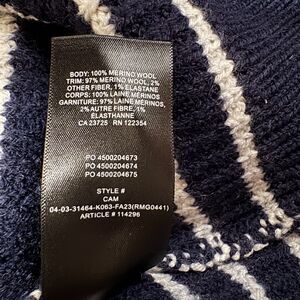 BODY: 100% MERINO WOOL
TRIM: 97% MERINO WOOL, 2%
OTHER FIBER, 1% ELASTANE
CORPS: 100% LAINE MERINOS
GARNITURE: 97% LAINE MERINOS,
2% AUTRE FIBRE, 1%
ÉLASTHANNE
CA 23725 RN 122354
PO 4500204673
PO 4500204674
PO 4500204675
STYLE #
CAM
04-03-31464-K063-FA23(RMG0441)
ARTICLE # 114296